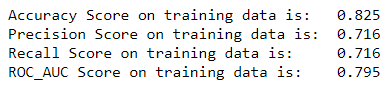 Accuracy Score on training data is:   0.825
Precision Score on training data is:  0.716
Recall Score on training data is:     0.716
ROC_AUC Score on training data is:    0.795